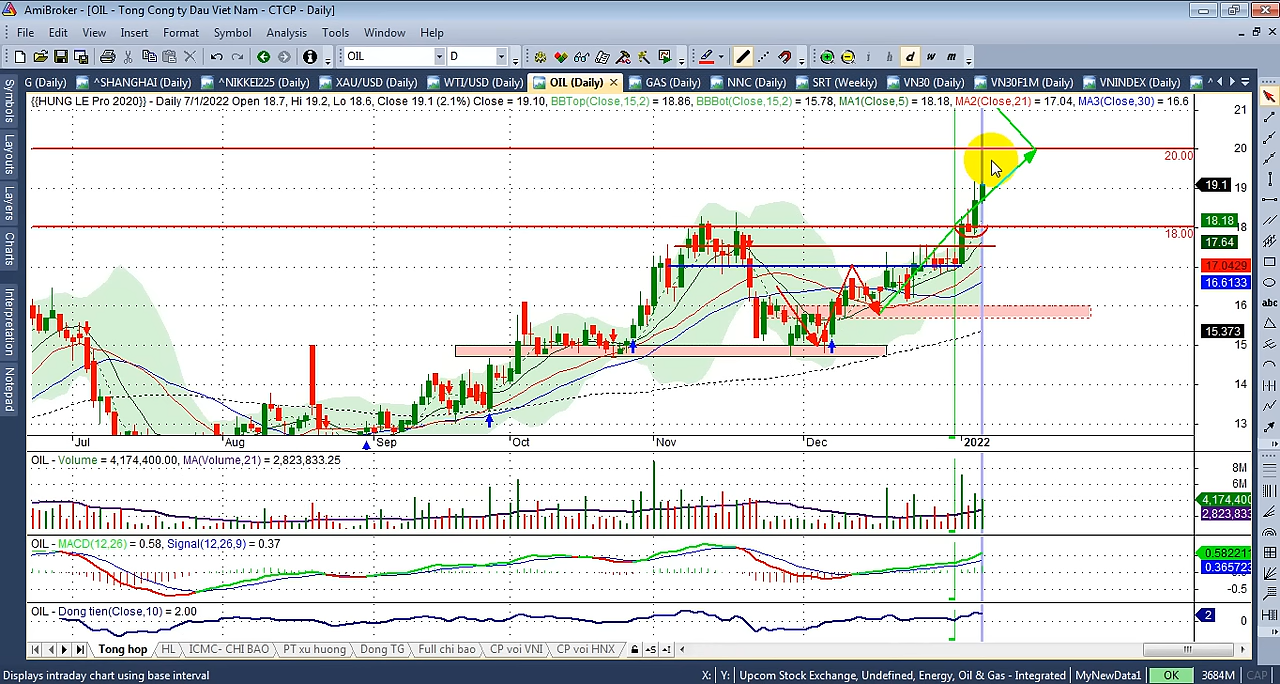 AmiBroker - [OIL - Tong Cong ty Dau Viet Nam - CTCP - Daily]
File Edit View Insert Format Symbol Analysis Tools Window Help
OIL D i h d w m
G (Daily) ^SHANGHAI (Daily) ^NIKKEI225 (Daily) XAU/USD (Daily) WTI/USD (Daily) OIL (Daily) GAS (Daily) NNC (Daily) SRT (Weekly) VN30 (Daily) VN30F1M (Daily) VNINDEX (Daily)
{{HUNG LE Pro 2020}} - Daily 7/1/2022 Open 18.7, Hi 19.2, Lo 18.6, Close 19.1 (2.1%) Close = 19.10, BBTop(Close,15,2) = 18.86, BBBot(Close,15,2) = 15.78, MA1(Close,5) = 18.18, MA2(Close,21) = 17.04, MA3(Close,30) = 16.6
Symbols
Layouts
Layers
Charts
Interpretation
Notepad
21
20
20.00
19.1
19
18.18
18
18.00
17.64
17.0429
16.6133
16
15.373
15
14
13
abc
Jul Aug Sep Oct Nov Dec 2022
OIL - Volume = 4,174,400.00, MA(Volume,21) = 2,823,833.25
8M
6M
4,174,400
2,823,833
OIL - MACD(12,26) = 0.58, Signal(12,26,9) = 0.37
0.582211
0.365723
-0.5
OIL - Dong tien(Close,10) = 2.00
2
0
Tong hop HL ICMC- CHI BAO PT xu huong Dong TG Full chi bao CP voi VNI CP voi HNX
Displays intraday chart using base interval X: Y: Upcom Stock Exchange, Undefined, Energy, Oil & Gas - Integrated MyNewData1 OK 3684M CAP